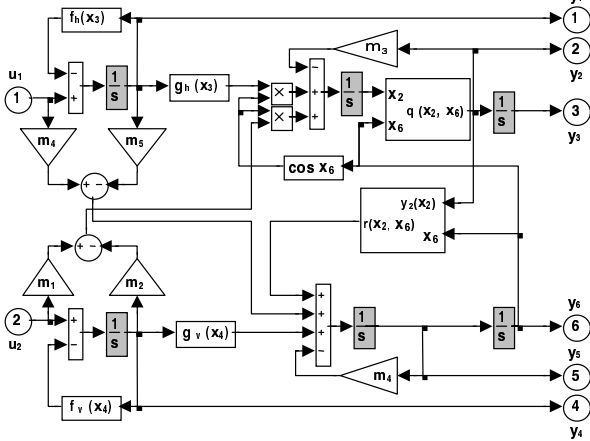 y1
f_h(x_3)
1
m_3
2
y_2
u_1
1
−
+
1
s
g_h (x_3)
×
×
−
+
+
1
s
x_2
q (x_2, x_6)
x_6
1
s
3
y_3
m_4
m_5
cos x_6
+ −
y_2(x_2)
r(x_2, x_6)
x_6
+ −
m_1
m_2
y_6
2
u_2
+
−
1
s
g_v (x_4)
+
+
+
−
1
s
1
s
6
y_5
m_4
5
f_v (x_4)
4
y_4